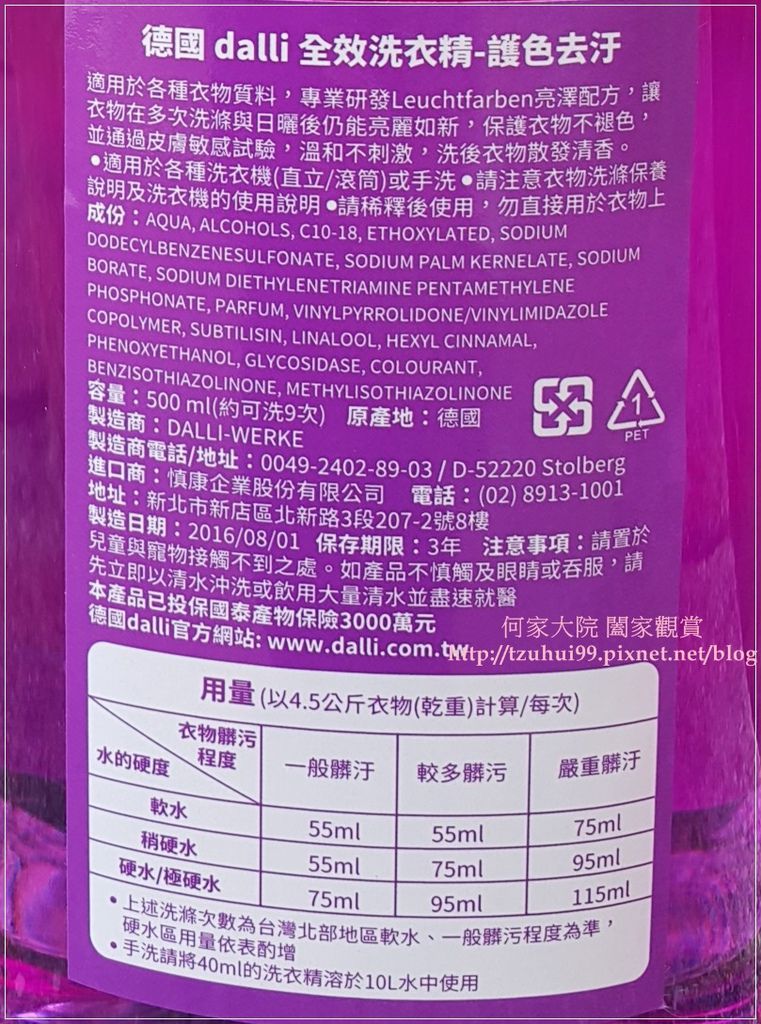 德國 dalli 全效洗衣精-護色去汙
適用於各種衣物質料，專業研發Leuchtfarben亮澤配方，讓
衣物在多次洗滌與日曬後仍能亮麗如新，保護衣物不褪色，
並通過皮膚敏感試驗，溫和不刺激，洗後衣物散發清香。
●適用於各種洗衣機(直立/滾筒)或手洗●請注意衣物洗滌保養
說明及洗衣機的使用說明●請稀釋後使用，勿直接用於衣物上
成份：AQUA, ALCOHOLS, C10-18, ETHOXYLATED, SODIUM
DODECYLBENZENESULFONATE, SODIUM PALM KERNELATE, SODIUM
BORATE, SODIUM DIETHYLENETRIAMINE PENTAMETHYLENE
PHOSPHONATE, PARFUM, VINYLPYRROLIDONE/VINYLIMIDAZOLE
COPOLYMER, SUBTILISIN, LINALOOL, HEXYL CINNAMAL,
PHENOXYETHANOL, GLYCOSIDASE, COLOURANT,
BENZISOTHIAZOLINONE, METHYLISOTHIAZOLINONE
容量：500 ml(約可洗9次) 原產地：德國
1
PET
製造商：DALLI-WERKE
製造商電話/地址：0049-2402-89-03 / D-52220 Stolberg
進口商：慎康企業股份有限公司 電話：(02) 8913-1001
地址：新北市新店區北新路3段207-2號8樓
製造日期：2016/08/01 保存期限：3年 注意事項：請置於
兒童與寵物接觸不到之處。如產品不慎觸及眼睛或吞服，請
先立即以清水沖洗或飲用大量清水並盡速就醫
本產品已投保國泰產物保險3000萬元
德國dalli官方網站: www.dalli.com.tw
何家大院 闔家觀賞
http://tzuhui99.pixnet.net/blog
用量(以4.5公斤衣物(乾重)計算/每次)
衣物髒污程度 水的硬度 一般髒汙 較多髒污 嚴重髒汙
軟水 55ml 55ml 75ml
稍硬水 55ml 75ml 95ml
硬水/極硬水 75ml 95ml 115ml
• 上述洗滌次數為台灣北部地區軟水、一般髒污程度為準，
硬水區用量依表酌增
• 手洗請將40ml的洗衣精溶於10L水中使用